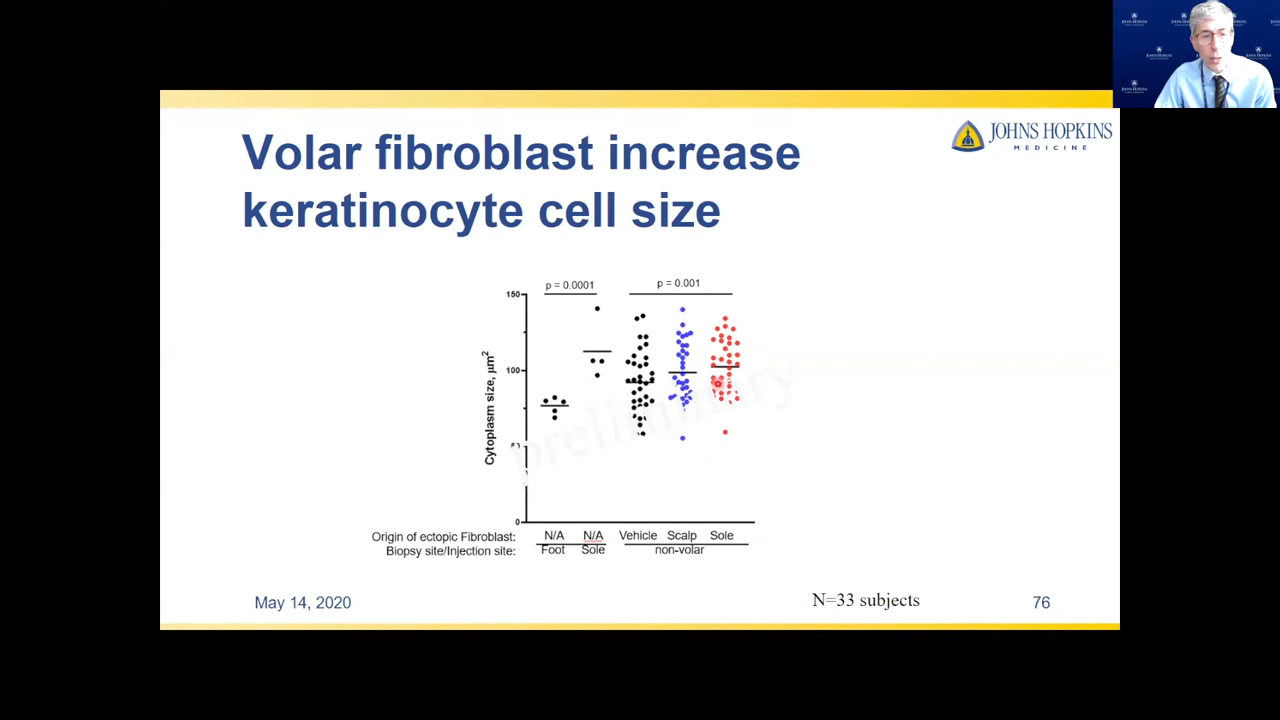 Volar fibroblast increase
keratinocyte cell size
JOHNS HOPKINS
MEDICINE
p = 0.0001
p = 0.001
150
100
50
0
Cytoplasm size, µm²
preliminary
Origin of ectopic Fibroblast: N/A N/A Vehicle Scalp Sole
Biopsy site/Injection site: Foot Sole non-volar
May 14, 2020
N=33 subjects
76